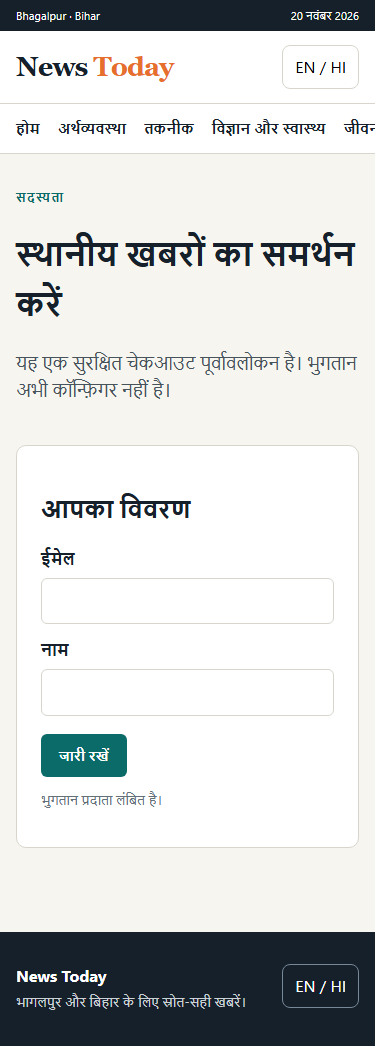 Bhagalpur · Bihar
20 नवंबर 2026
News Today
EN / HI
होम अर्थव्यवस्था तकनीक विज्ञान और स्वास्थ्य जीवन
सदस्यता
स्थानीय खबरों का समर्थन
करें
यह एक सुरक्षित चेकआउट पूर्वावलोकन है। भुगतान
अभी कॉन्फ़िगर नहीं है।
आपका विवरण
ईमेल
नाम
जारी रखें
भुगतान प्रदाता लंबित है।
News Today
भागलपुर और बिहार के लिए स्रोत-सही खबरें।
EN / HI